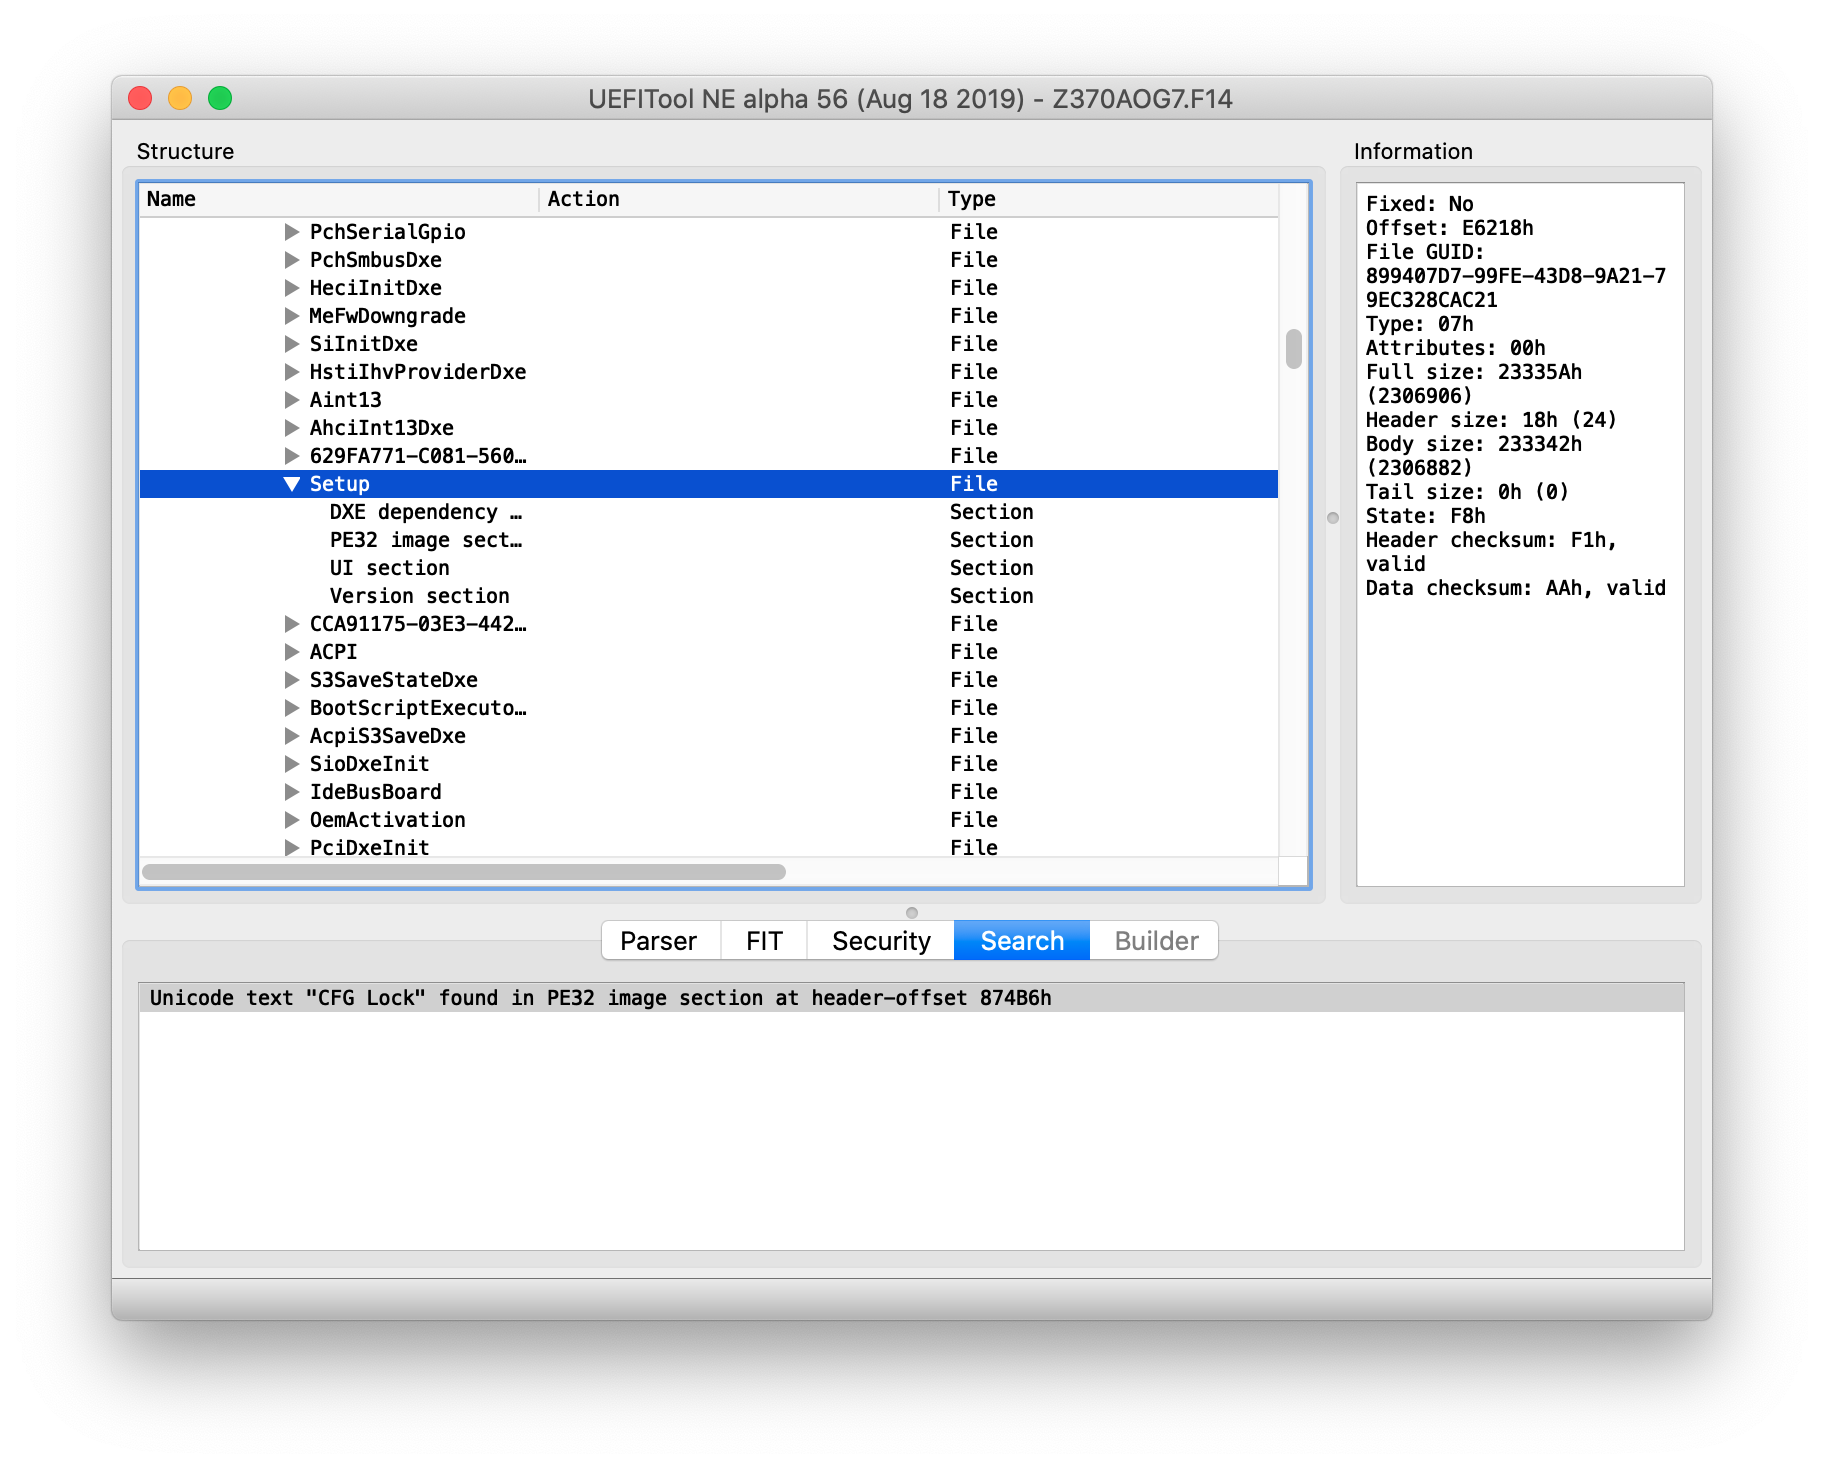 UEFITool NE alpha 56 (Aug 18 2019) - Z370AOG7.F14
Structure
Name Action Type
PchSerialGpio File
PchSmbusDxe File
HeciInitDxe File
MeFwDowngrade File
SiInitDxe File
HstiIhvProviderDxe File
Aint13 File
AhciInt13Dxe File
629FA771-C081-560… File
Setup File
DXE dependency … Section
PE32 image sect… Section
UI section Section
Version section Section
CCA91175-03E3-442… File
ACPI File
S3SaveStateDxe File
BootScriptExecuto… File
AcpiS3SaveDxe File
SioDxeInit File
IdeBusBoard File
OemActivation File
PciDxeInit File
Information
Fixed: No
Offset: E6218h
File GUID:
899407D7-99FE-43D8-9A21-7
9EC328CAC21
Type: 07h
Attributes: 00h
Full size: 23335Ah
(2306906)
Header size: 18h (24)
Body size: 233342h
(2306882)
Tail size: 0h (0)
State: F8h
Header checksum: F1h,
valid
Data checksum: AAh, valid
Parser FIT Security Search Builder
Unicode text "CFG Lock" found in PE32 image section at header-offset 874B6h